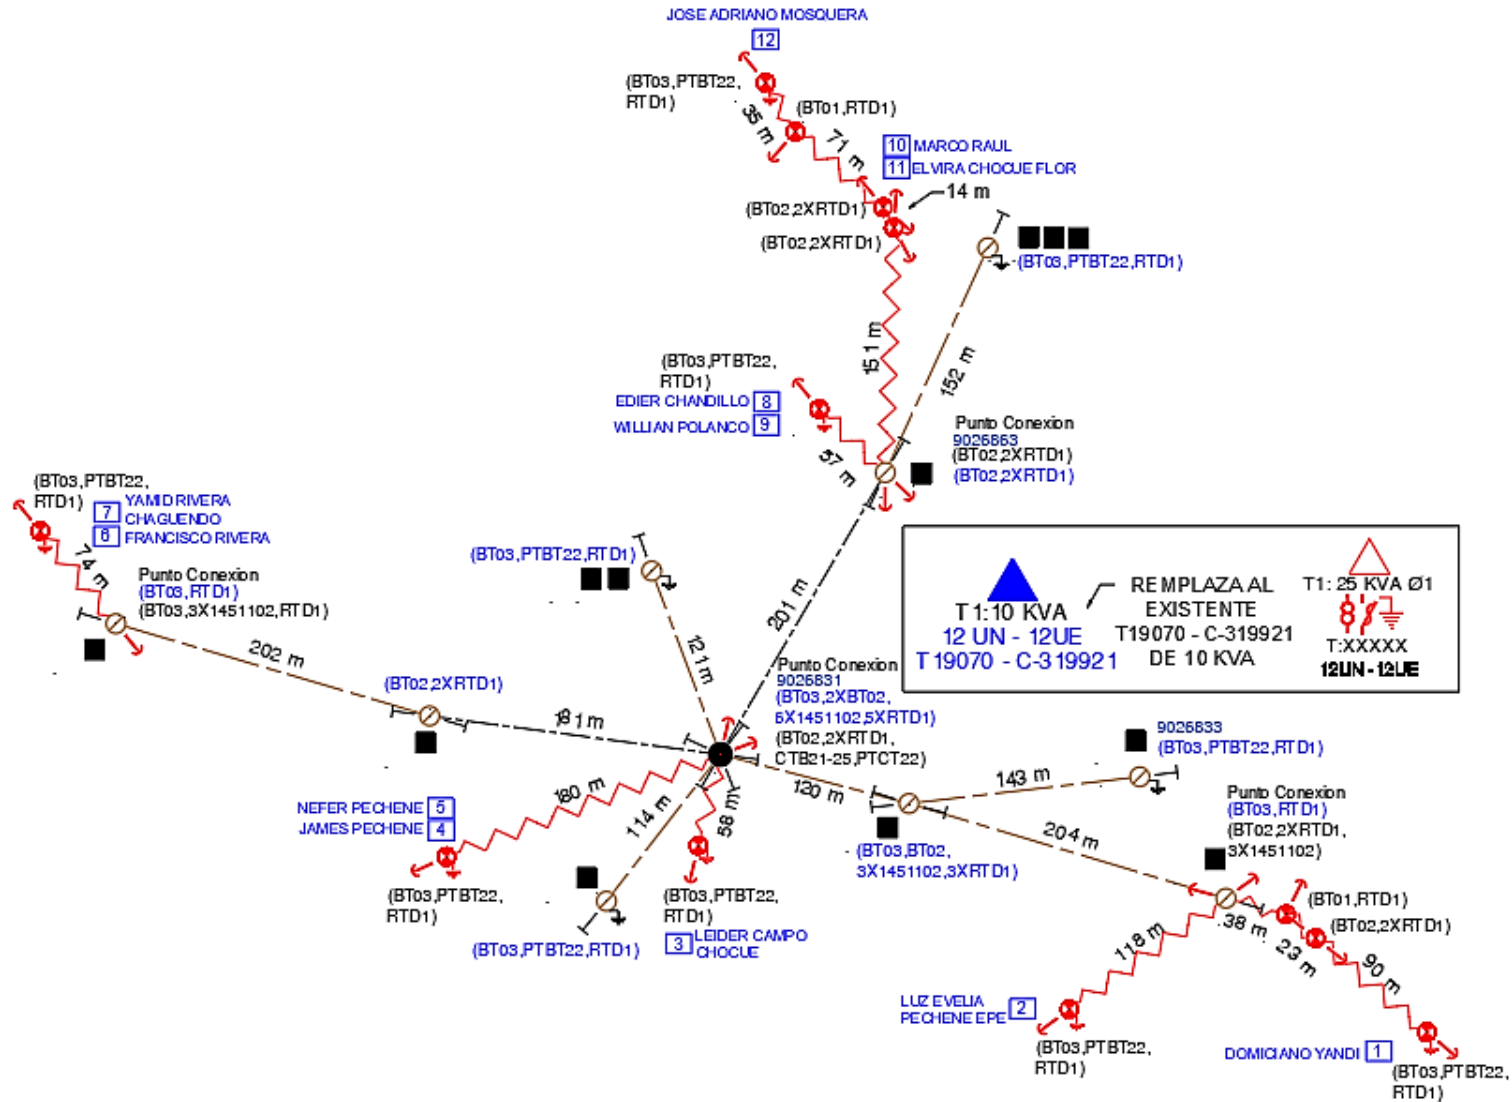 JOSE ADRIANO MOSQUERA
12
(BT03,PTBT22,
RTD1)
(BT01,RTD1)
35 m
71 m
10 MARCO RAUL
11 ELVIRA CHOCUE FLOR
14 m
(BT02,2XRTD1)
(BT02,2XRTD1)
(BT03,PTBT22,RTD1)
151 m
152 m
(BT03,PTBT22,
RTD1)
EDIER CHANDILLO 8
WILLIAN POLANCO 9
57 m
Punto Conexion
9026863
(BT02,2XRTD1)
(BT02,2XRTD1)
(BT03,PTBT22,
RTD1)
7 YAMID RIVERA
CHAGUENDO
6 FRANCISCO RIVERA
74 m
Punto Conexion
(BT03,RTD1)
(BT03,3X1451102,RTD1)
(BT03,PTBT22,RTD1)
T1:10 KVA
12 UN - 12UE
T19070 - C-319921
REMPLAZA AL
EXISTENTE
T19070 - C-319921
DE 10 KVA
T1: 25 KVA Ø1
T:XXXXX
12UN - 12UE
202 m
121 m
201 m
(BT02,2XRTD1)
181 m
Punto Conexion
9026831
(BT03,2XBT02,
6X1451102,5XRTD1)
(BT02,2XRTD1,
CTB21-25,PTCT22)
9026833
(BT03,PTBT22,RTD1)
143 m
130 m
180 m
114 m
58 m
NEFER PECHENE 5
JAMES PECHENE 4
(BT03,PTBT22,
RTD1)
(BT03,PTBT22,RTD1)
(BT03,PTBT22,
RTD1)
3 LEIDER CAMPO
CHOCUE
(BT03,BT02,
3X1451102,3XRTD1)
204 m
Punto Conexion
(BT03,RTD1)
(BT02,2XRTD1,
3X1451102)
(BT01,RTD1)
(BT02,2XRTD1)
38 m
23 m
90 m
118 m
LUZ EVELIA
PECHENE EPE 2
(BT03,PTBT22,
RTD1)
DOMICIANO YANDI 1
(BT03,PTBT22,
RTD1)